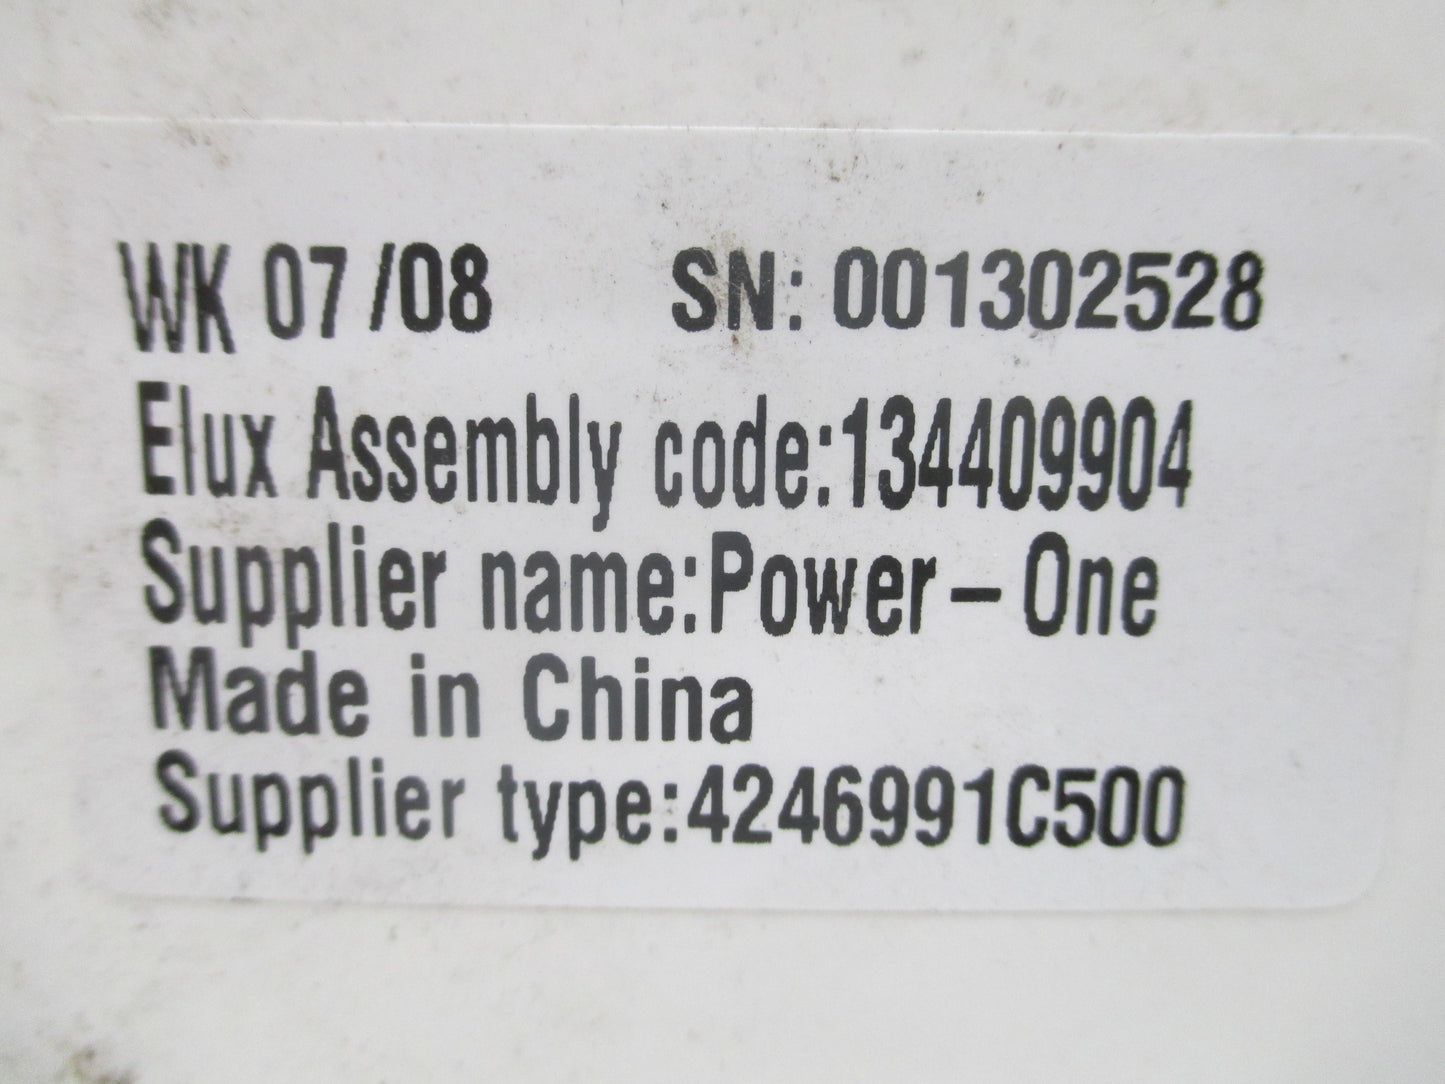 WK 07/08 SN: 001302528
Elux Assembly code:134409904
Supplier name:Power-One
Made in China
Supplier type:4246991C500